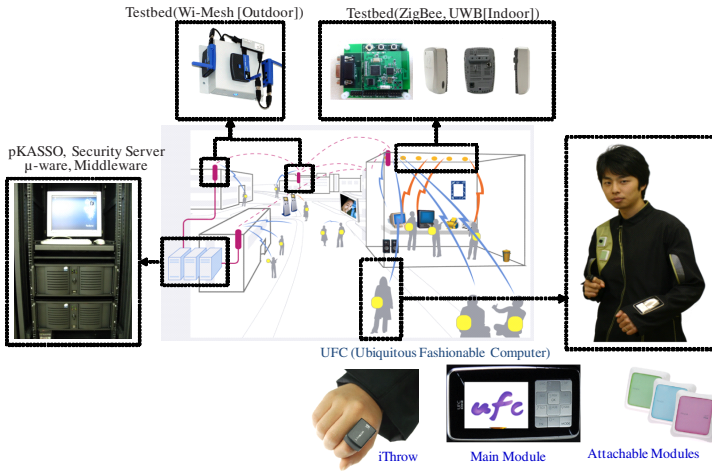 Testbed(Wi-Mesh [Outdoor])
Testbed(ZigBee, UWB[Indoor])
pKASSO, Security Server
μ-ware, Middleware
UFC (Ubiquitous Fashionable Computer)
ufc
iThrow
Main Module
Attachable Modules